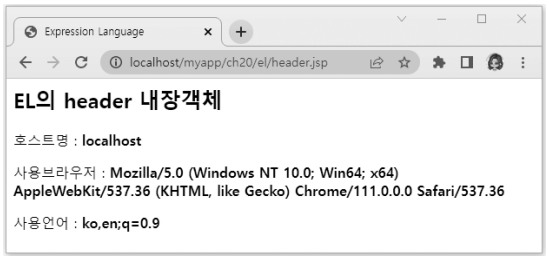 Expression Language
localhost/myapp/ch20/el/header.jsp
EL의 header 내장객체
호스트명 : localhost
사용브라우저 : Mozilla/5.0 (Windows NT 10.0; Win64; x64)
AppleWebKit/537.36 (KHTML, like Gecko) Chrome/111.0.0.0 Safari/537.36
사용언어 : ko,en;q=0.9